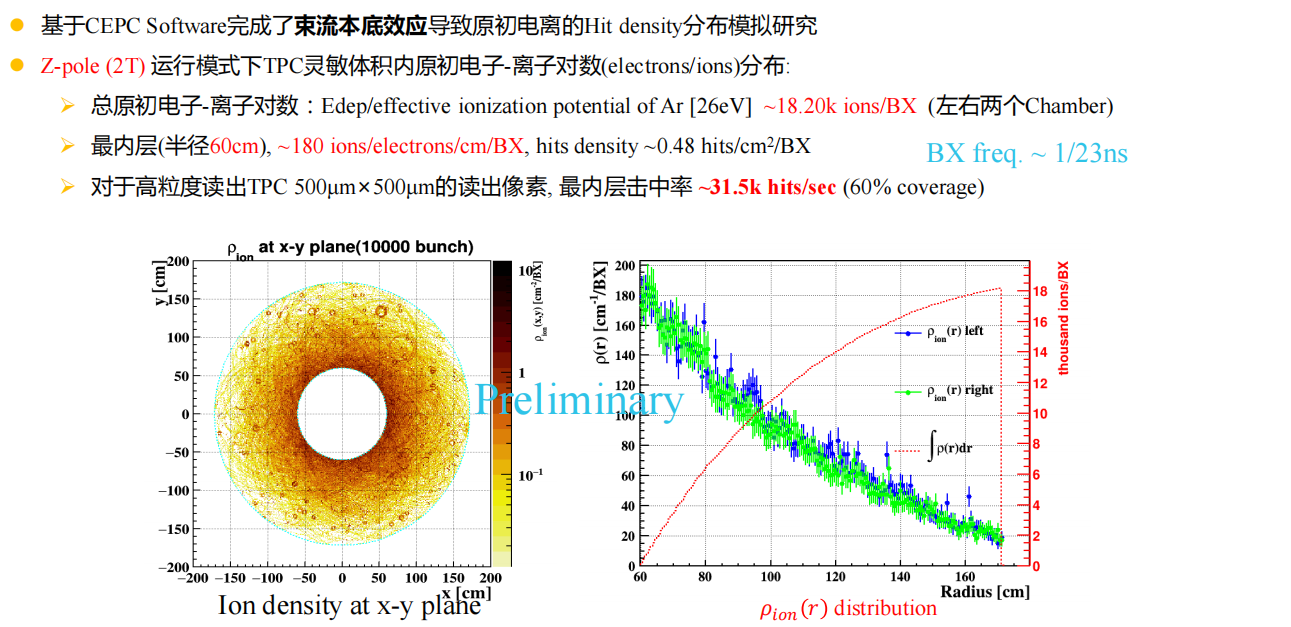 基于CEPC Software完成了束流本底效应导致原初电离的Hit density分布模拟研究
Z-pole (2T) 运行模式下TPC灵敏体积内原初电子-离子对数(electrons/ions)分布:
总原初电子-离子对数：Edep/effective ionization potential of Ar [26eV] ~18.20k ions/BX (左右两个Chamber)
最内层(半径60cm), ~180 ions/electrons/cm/BX, hits density ~0.48 hits/cm²/BX
BX freq. ~ 1/23ns
对于高粒度读出TPC 500μm×500μm的读出像素, 最内层击中率 ~31.5k hits/sec (60% coverage)
ρion at x-y plane(10000 bunch)
y [cm]
200
150
100
50
0
−50
−100
−150
−200
−200 −150 −100 −50 0 50 100 150 200
x [cm]
10
1
10⁻¹
ρion(x,y) [cm⁻²/BX]
Ion density at x-y plane
Preliminary
ρ(r) [cm⁻¹/BX]
200
180
160
140
120
100
80
60
40
20
0
60 80 100 120 140 160
Radius [cm]
ρion(r) left
ρion(r) right
∫ρ(r)dr
18
16
14
12
10
8
6
4
2
0
thousand ions/BX
ρion(r) distribution